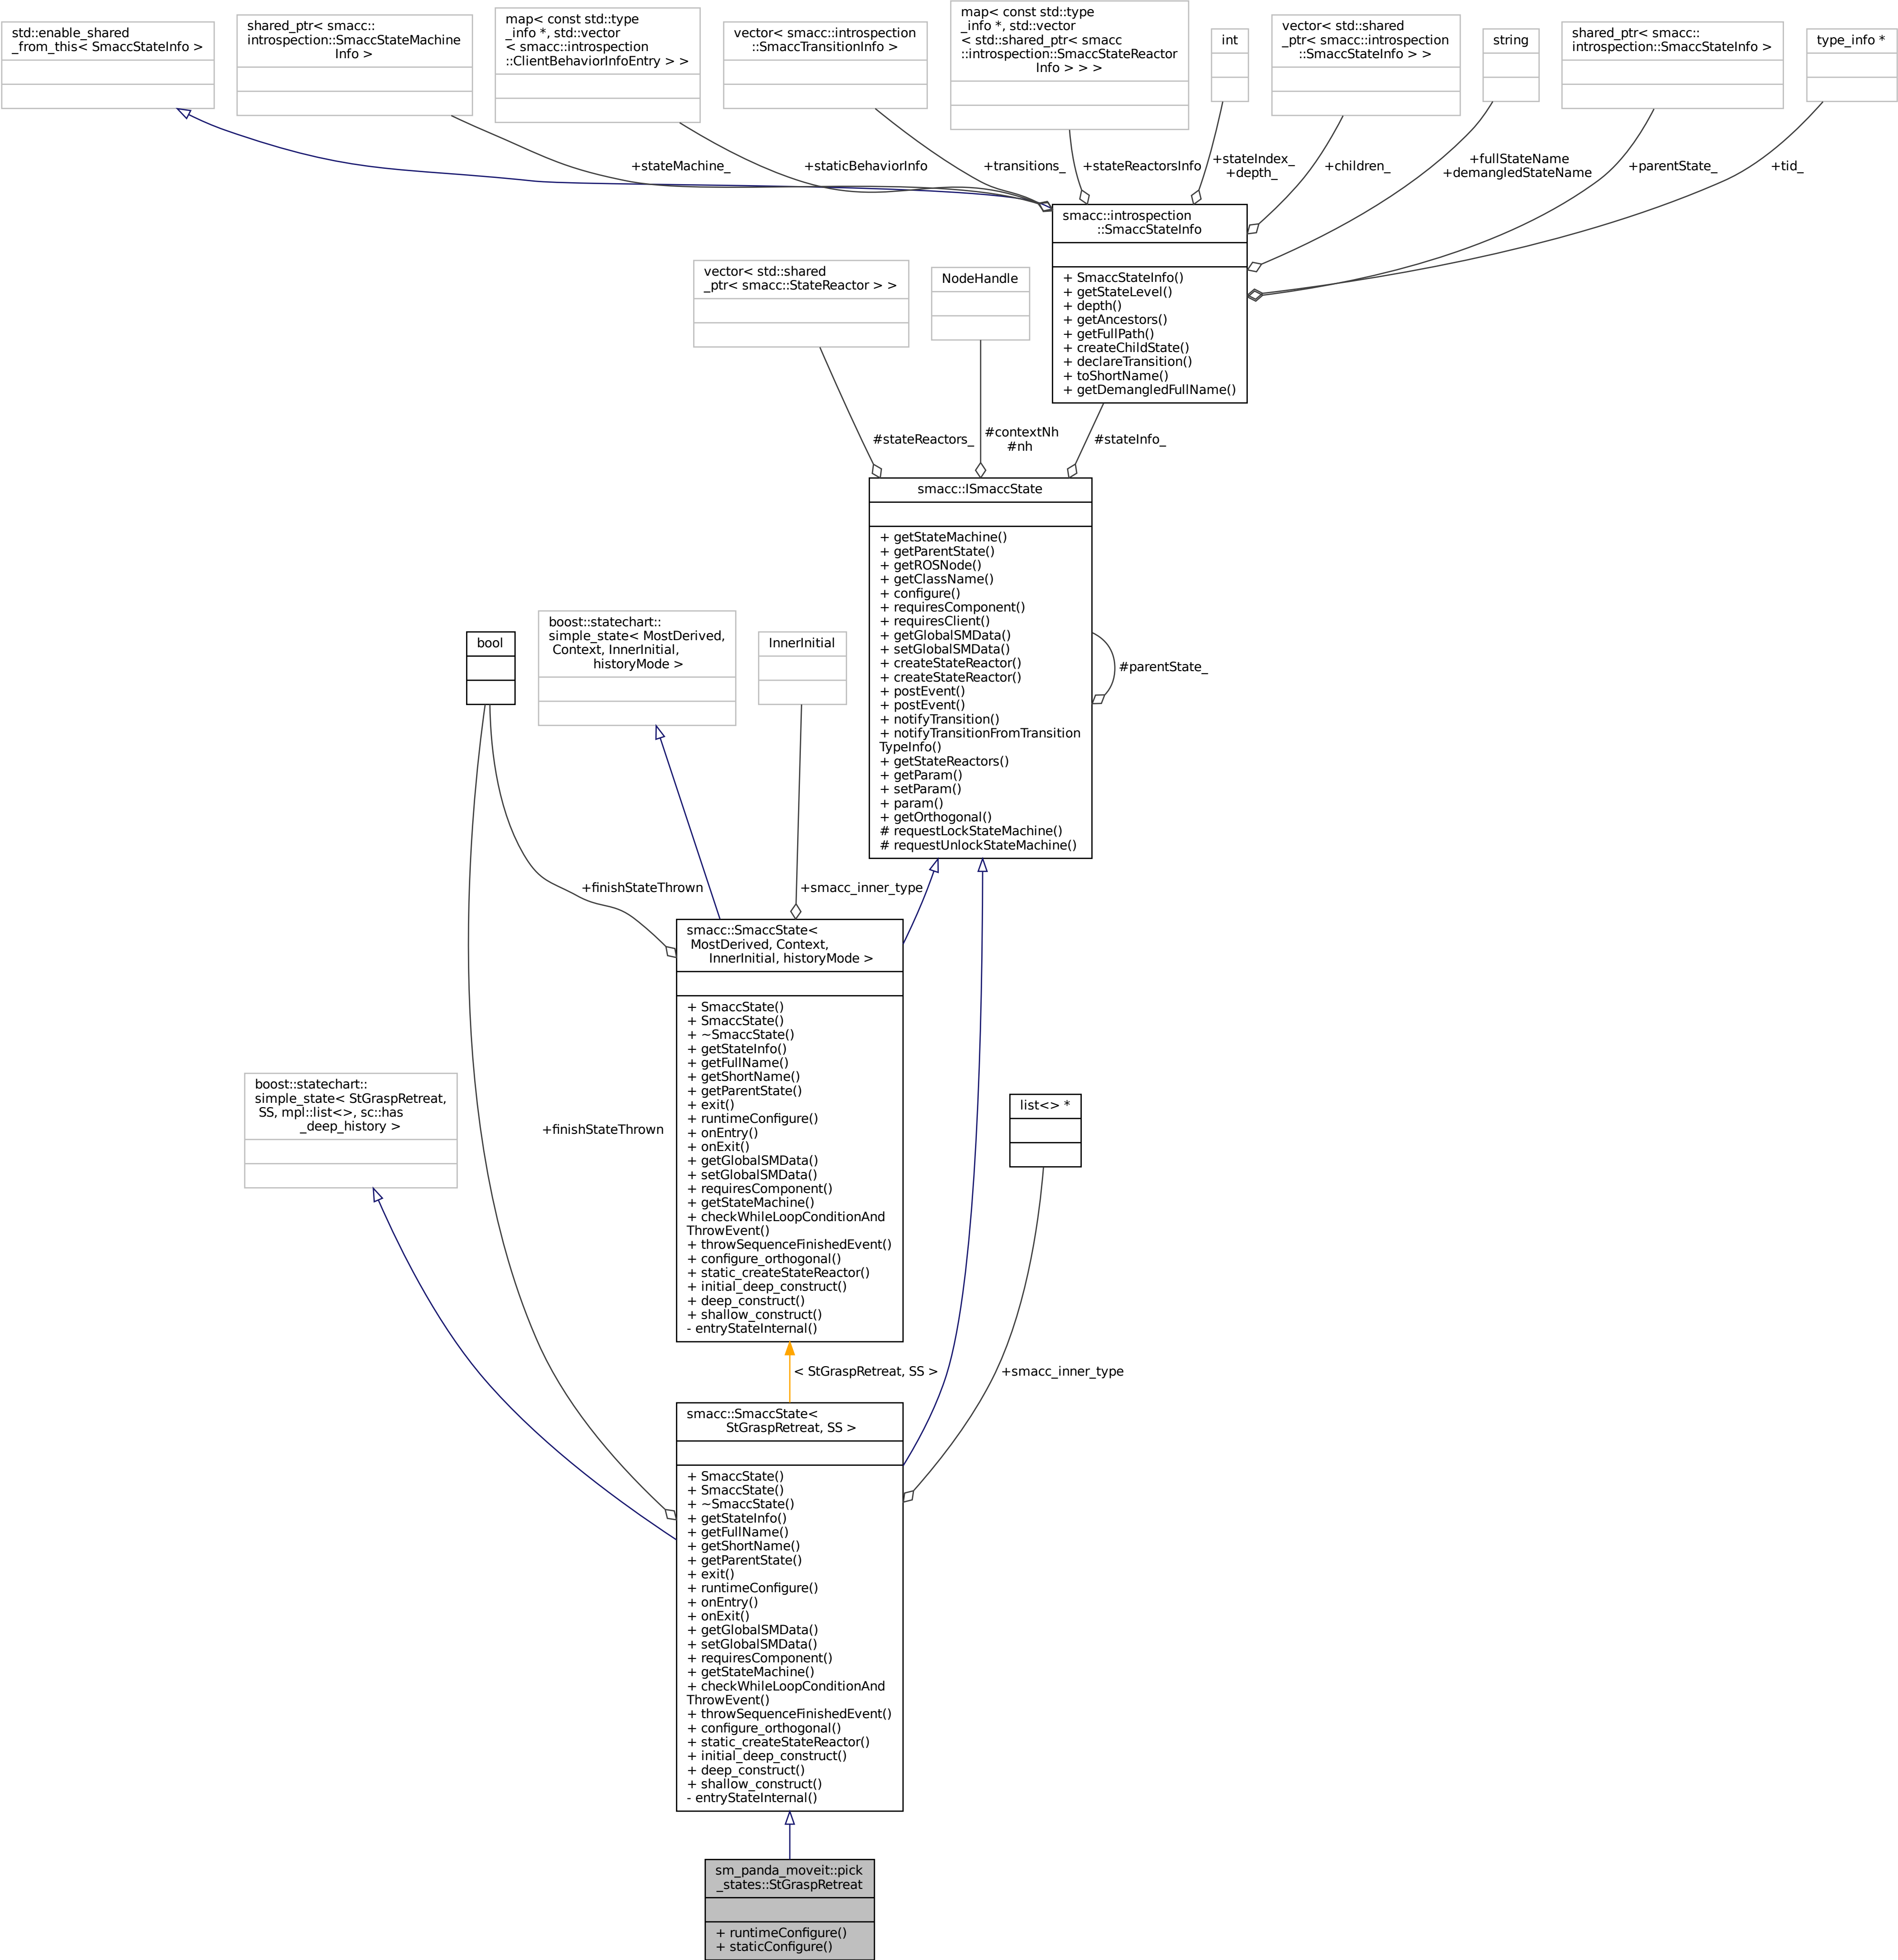 std::enable_shared
_from_this< SmaccStateInfo >
shared_ptr< smacc::
introspection::SmaccStateMachine
Info >
map< const std::type
_info *, std::vector
< smacc::introspection
::ClientBehaviorInfoEntry > >
vector< smacc::introspection
::SmaccTransitionInfo >
map< const std::type
_info *, std::vector
< std::shared_ptr< smacc
::introspection::SmaccStateReactor
Info > > >
int
vector< std::shared
_ptr< smacc::introspection
::SmaccStateInfo > >
string
shared_ptr< smacc::
introspection::SmaccStateInfo >
type_info *
+stateMachine_
+staticBehaviorInfo
+transitions_
+stateReactorsInfo
+stateIndex_
+depth_
+children_
+fullStateName
+demangledStateName
+parentState_
+tid_
smacc::introspection
::SmaccStateInfo
+ SmaccStateInfo()
+ getStateLevel()
+ depth()
+ getAncestors()
+ getFullPath()
+ createChildState()
+ declareTransition()
+ toShortName()
+ getDemangledFullName()
vector< std::shared
_ptr< smacc::StateReactor > >
NodeHandle
#stateReactors_
#contextNh
#nh
#stateInfo_
smacc::ISmaccState
+ getStateMachine()
+ getParentState()
+ getROSNode()
+ getClassName()
+ configure()
+ requiresComponent()
+ requiresClient()
+ getGlobalSMData()
+ setGlobalSMData()
+ createStateReactor()
+ createStateReactor()
+ postEvent()
+ postEvent()
+ notifyTransition()
+ notifyTransitionFromTransition
TypeInfo()
+ getStateReactors()
+ getParam()
+ setParam()
+ param()
+ getOrthogonal()
# requestLockStateMachine()
# requestUnlockStateMachine()
#parentState_
bool
boost::statechart::
simple_state< MostDerived,
Context, InnerInitial,
historyMode >
InnerInitial
+finishStateThrown
+smacc_inner_type
smacc::SmaccState<
MostDerived, Context,
InnerInitial, historyMode >
+ SmaccState()
+ SmaccState()
+ ~SmaccState()
+ getStateInfo()
+ getFullName()
+ getShortName()
+ getParentState()
+ exit()
+ runtimeConfigure()
+ onEntry()
+ onExit()
+ getGlobalSMData()
+ setGlobalSMData()
+ requiresComponent()
+ getStateMachine()
+ checkWhileLoopConditionAnd
ThrowEvent()
+ throwSequenceFinishedEvent()
+ configure_orthogonal()
+ static_createStateReactor()
+ initial_deep_construct()
+ deep_construct()
+ shallow_construct()
- entryStateInternal()
boost::statechart::
simple_state< StGraspRetreat,
SS, mpl::list<>, sc::has
_deep_history >
+finishStateThrown
list<> *
< StGraspRetreat, SS >
+smacc_inner_type
smacc::SmaccState<
StGraspRetreat, SS >
+ SmaccState()
+ SmaccState()
+ ~SmaccState()
+ getStateInfo()
+ getFullName()
+ getShortName()
+ getParentState()
+ exit()
+ runtimeConfigure()
+ onEntry()
+ onExit()
+ getGlobalSMData()
+ setGlobalSMData()
+ requiresComponent()
+ getStateMachine()
+ checkWhileLoopConditionAnd
ThrowEvent()
+ throwSequenceFinishedEvent()
+ configure_orthogonal()
+ static_createStateReactor()
+ initial_deep_construct()
+ deep_construct()
+ shallow_construct()
- entryStateInternal()
sm_panda_moveit::pick
_states::StGraspRetreat
+ runtimeConfigure()
+ staticConfigure()